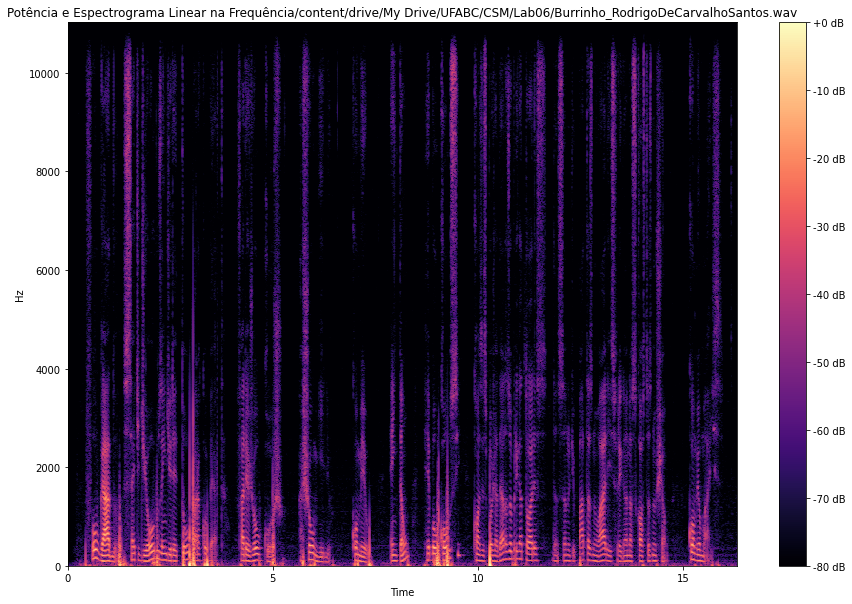 Potência e Espectrograma Linear na Frequência/content/drive/My Drive/UFABC/CSM/Lab06/Burrinho_RodrigoDeCarvalhoSantos.wav
+0 dB
10000
-10 dB
8000
-20 dB
6000
-30 dB
Hz
-40 dB
4000
-50 dB
-60 dB
2000
-70 dB
0
-80 dB
0 5 10 15
Time